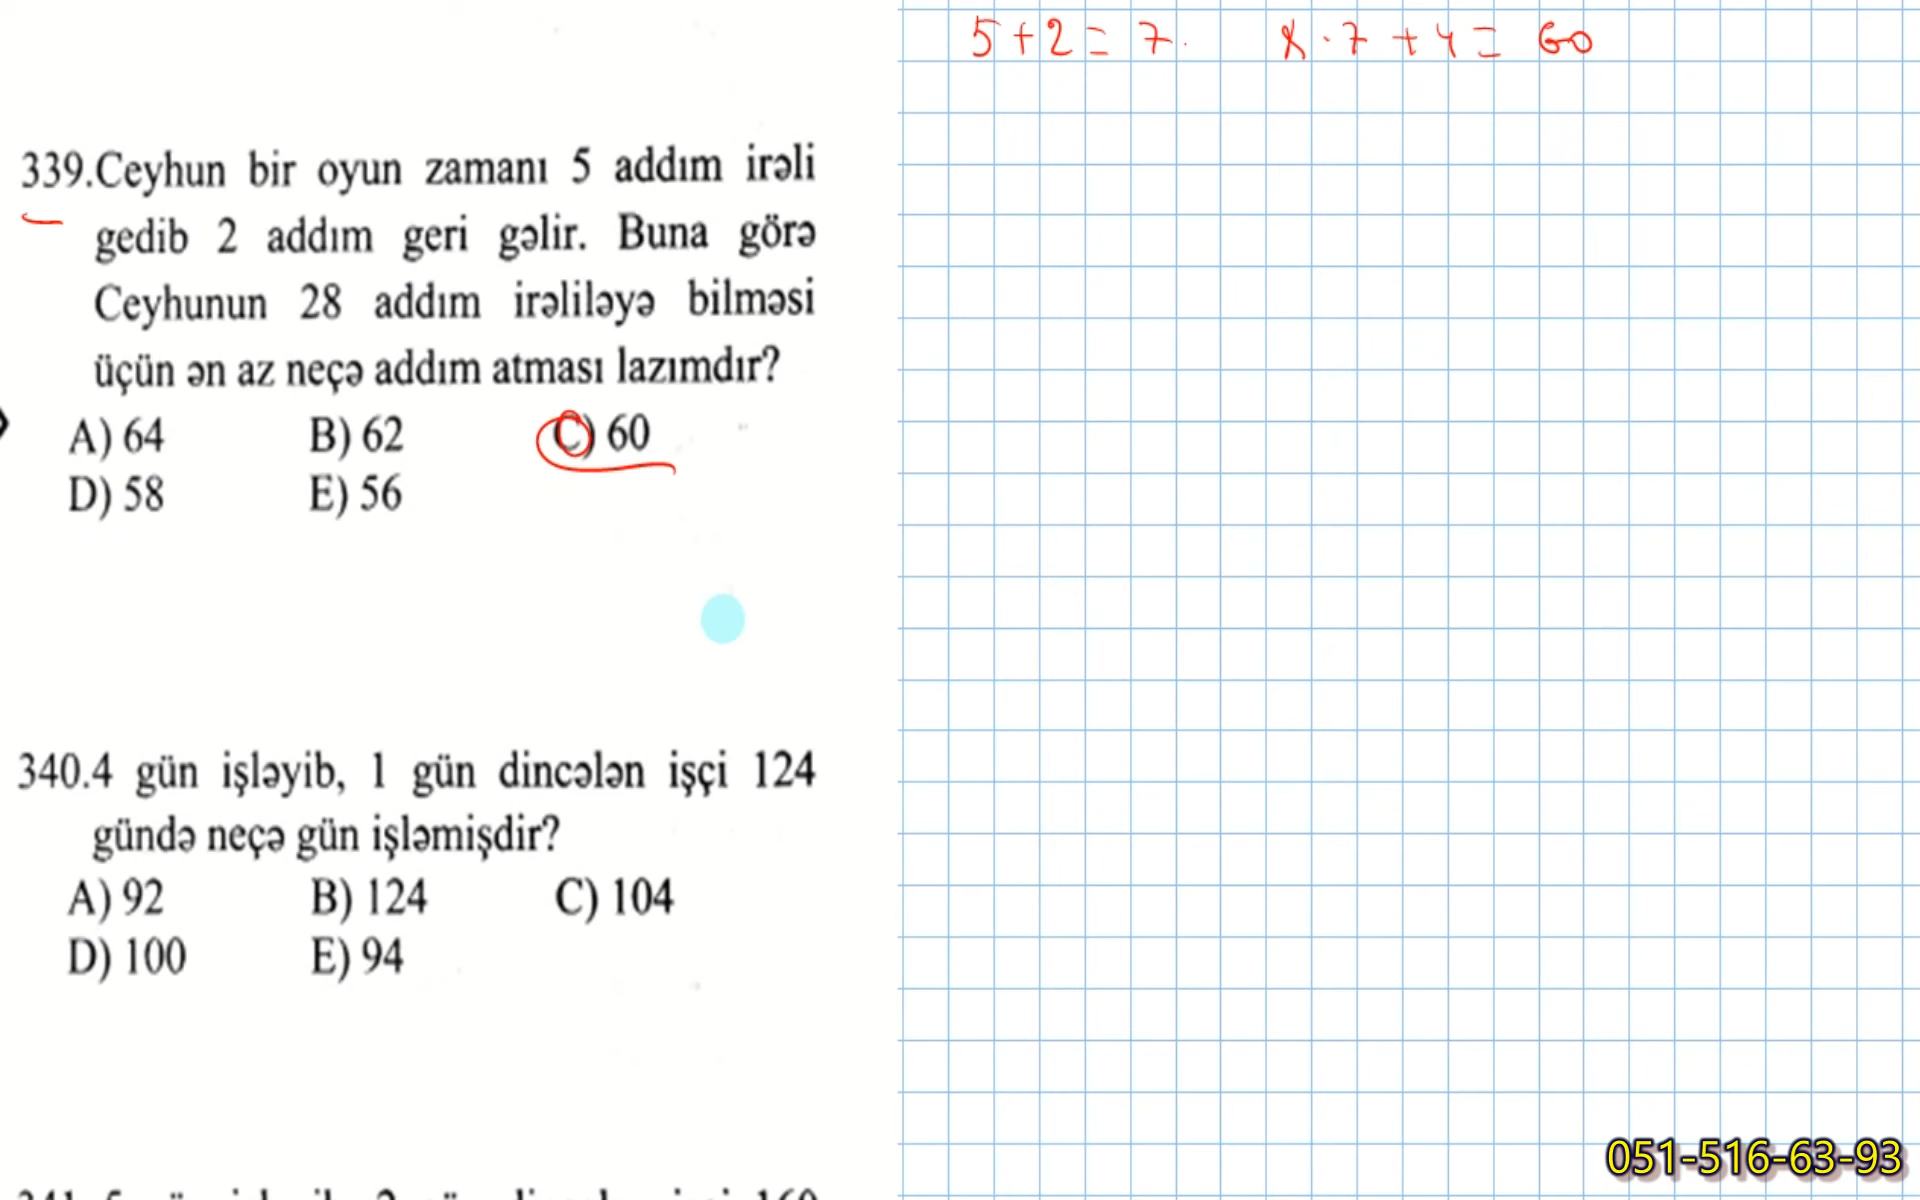 5+2=7. 8·7+4=60
339.Ceyhun bir oyun zamanı 5 addım irəli
gedib 2 addım geri gəlir. Buna görə
Ceyhunun 28 addım irəliləyə bilməsi
üçün ən az neçə addım atması lazımdır?
A) 64 B) 62 C) 60
D) 58 E) 56
340.4 gün işləyib, 1 gün dincələn işçi 124
gündə neçə gün işləmişdir?
A) 92 B) 124 C) 104
D) 100 E) 94
051-516-63-93